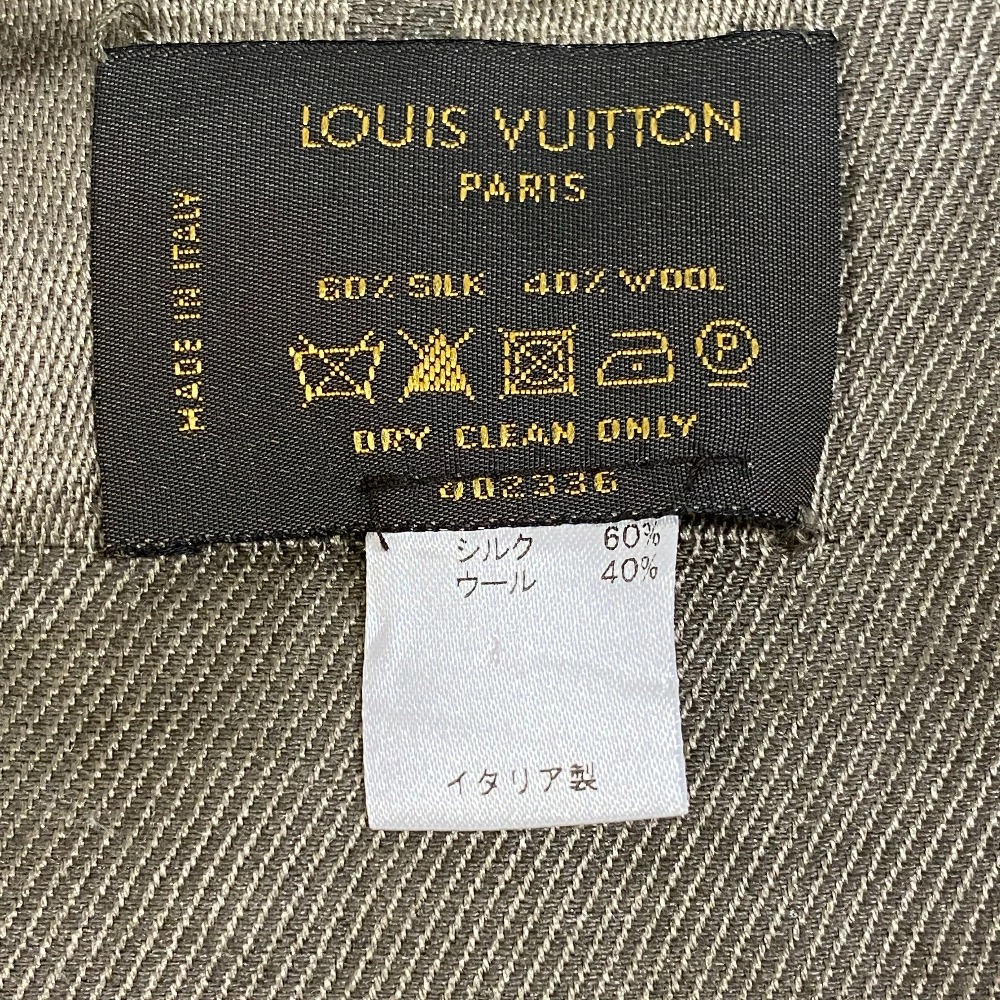 LOUIS VUITTON
PARIS
MADE IN ITALY
60% SILK 40% WOOL
P
DRY CLEAN ONLY
402336
シルク 60%
ウール 40%
イタリア製